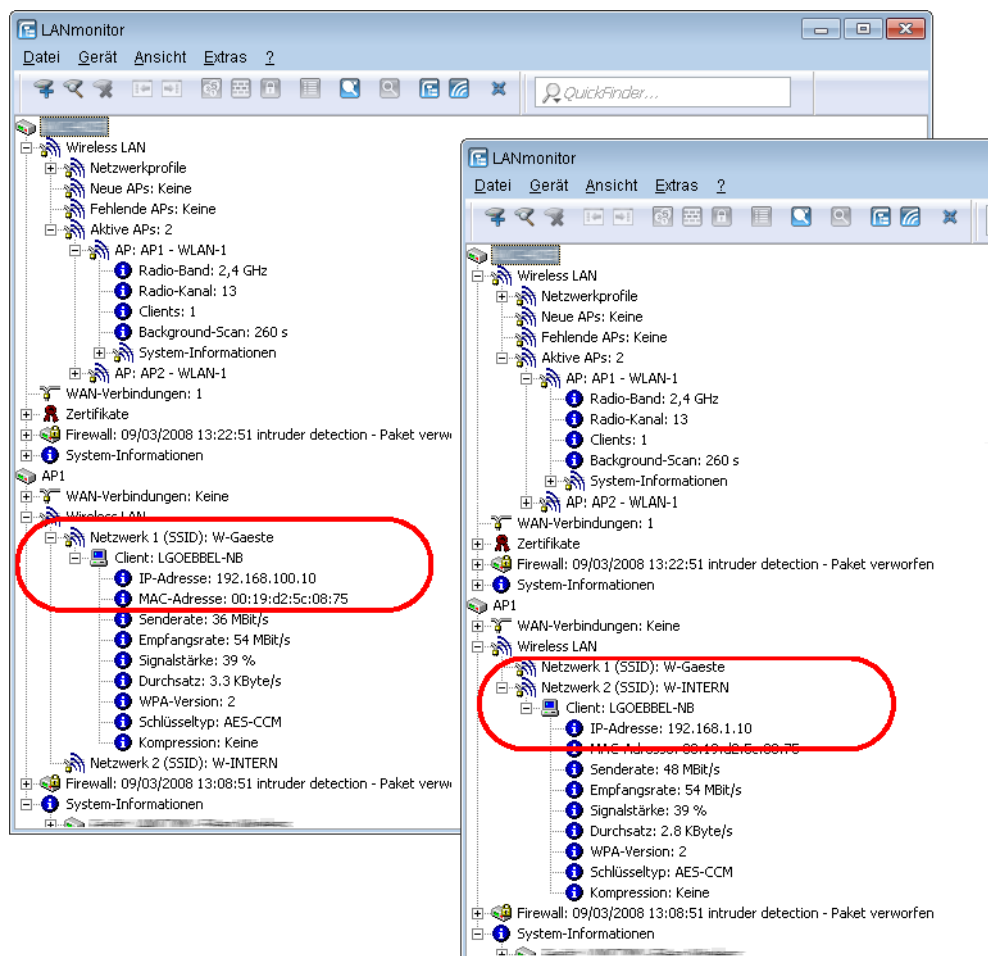 LANmonitor
Datei Gerät Ansicht Extras ?
QuickFinder...
Wireless LAN
Netzwerkprofile
Neue APs: Keine
Fehlende APs: Keine
Aktive APs: 2
AP: AP1 - WLAN-1
Radio-Band: 2,4 GHz
Radio-Kanal: 13
Clients: 1
Background-Scan: 260 s
System-Informationen
AP: AP2 - WLAN-1
WAN-Verbindungen: 1
Zertifikate
Firewall: 09/03/2008 13:22:51 intruder detection - Paket verw
System-Informationen
AP1
WAN-Verbindungen: Keine
Wireless LAN
Netzwerk 1 (SSID): W-Gaeste
Client: LGOEBBEL-NB
IP-Adresse: 192.168.100.10
MAC-Adresse: 00:19:d2:5c:08:75
Senderate: 36 MBit/s
Empfangsrate: 54 MBit/s
Signalstärke: 39 %
Durchsatz: 3.3 KByte/s
WPA-Version: 2
Schlüsseltyp: AES-CCM
Kompression: Keine
Netzwerk 2 (SSID): W-INTERN
Firewall: 09/03/2008 13:08:51 intruder detection - Paket verw
System-Informationen
LANmonitor
Datei Gerät Ansicht Extras ?
Wireless LAN
Netzwerkprofile
Neue APs: Keine
Fehlende APs: Keine
Aktive APs: 2
AP: AP1 - WLAN-1
Radio-Band: 2,4 GHz
Radio-Kanal: 13
Clients: 1
Background-Scan: 260 s
System-Informationen
AP: AP2 - WLAN-1
WAN-Verbindungen: 1
Zertifikate
Firewall: 09/03/2008 13:22:51 intruder detection - Paket verworfen
System-Informationen
AP1
WAN-Verbindungen: Keine
Wireless LAN
Netzwerk 1 (SSID): W-Gaeste
Netzwerk 2 (SSID): W-INTERN
Client: LGOEBBEL-NB
IP-Adresse: 192.168.1.10
MAC-Adresse: 00:19:d2:5c:08:75
Senderate: 48 MBit/s
Empfangsrate: 54 MBit/s
Signalstärke: 39 %
Durchsatz: 2.8 KByte/s
WPA-Version: 2
Schlüsseltyp: AES-CCM
Kompression: Keine
Firewall: 09/03/2008 13:08:51 intruder detection - Paket verworfen
System-Informationen